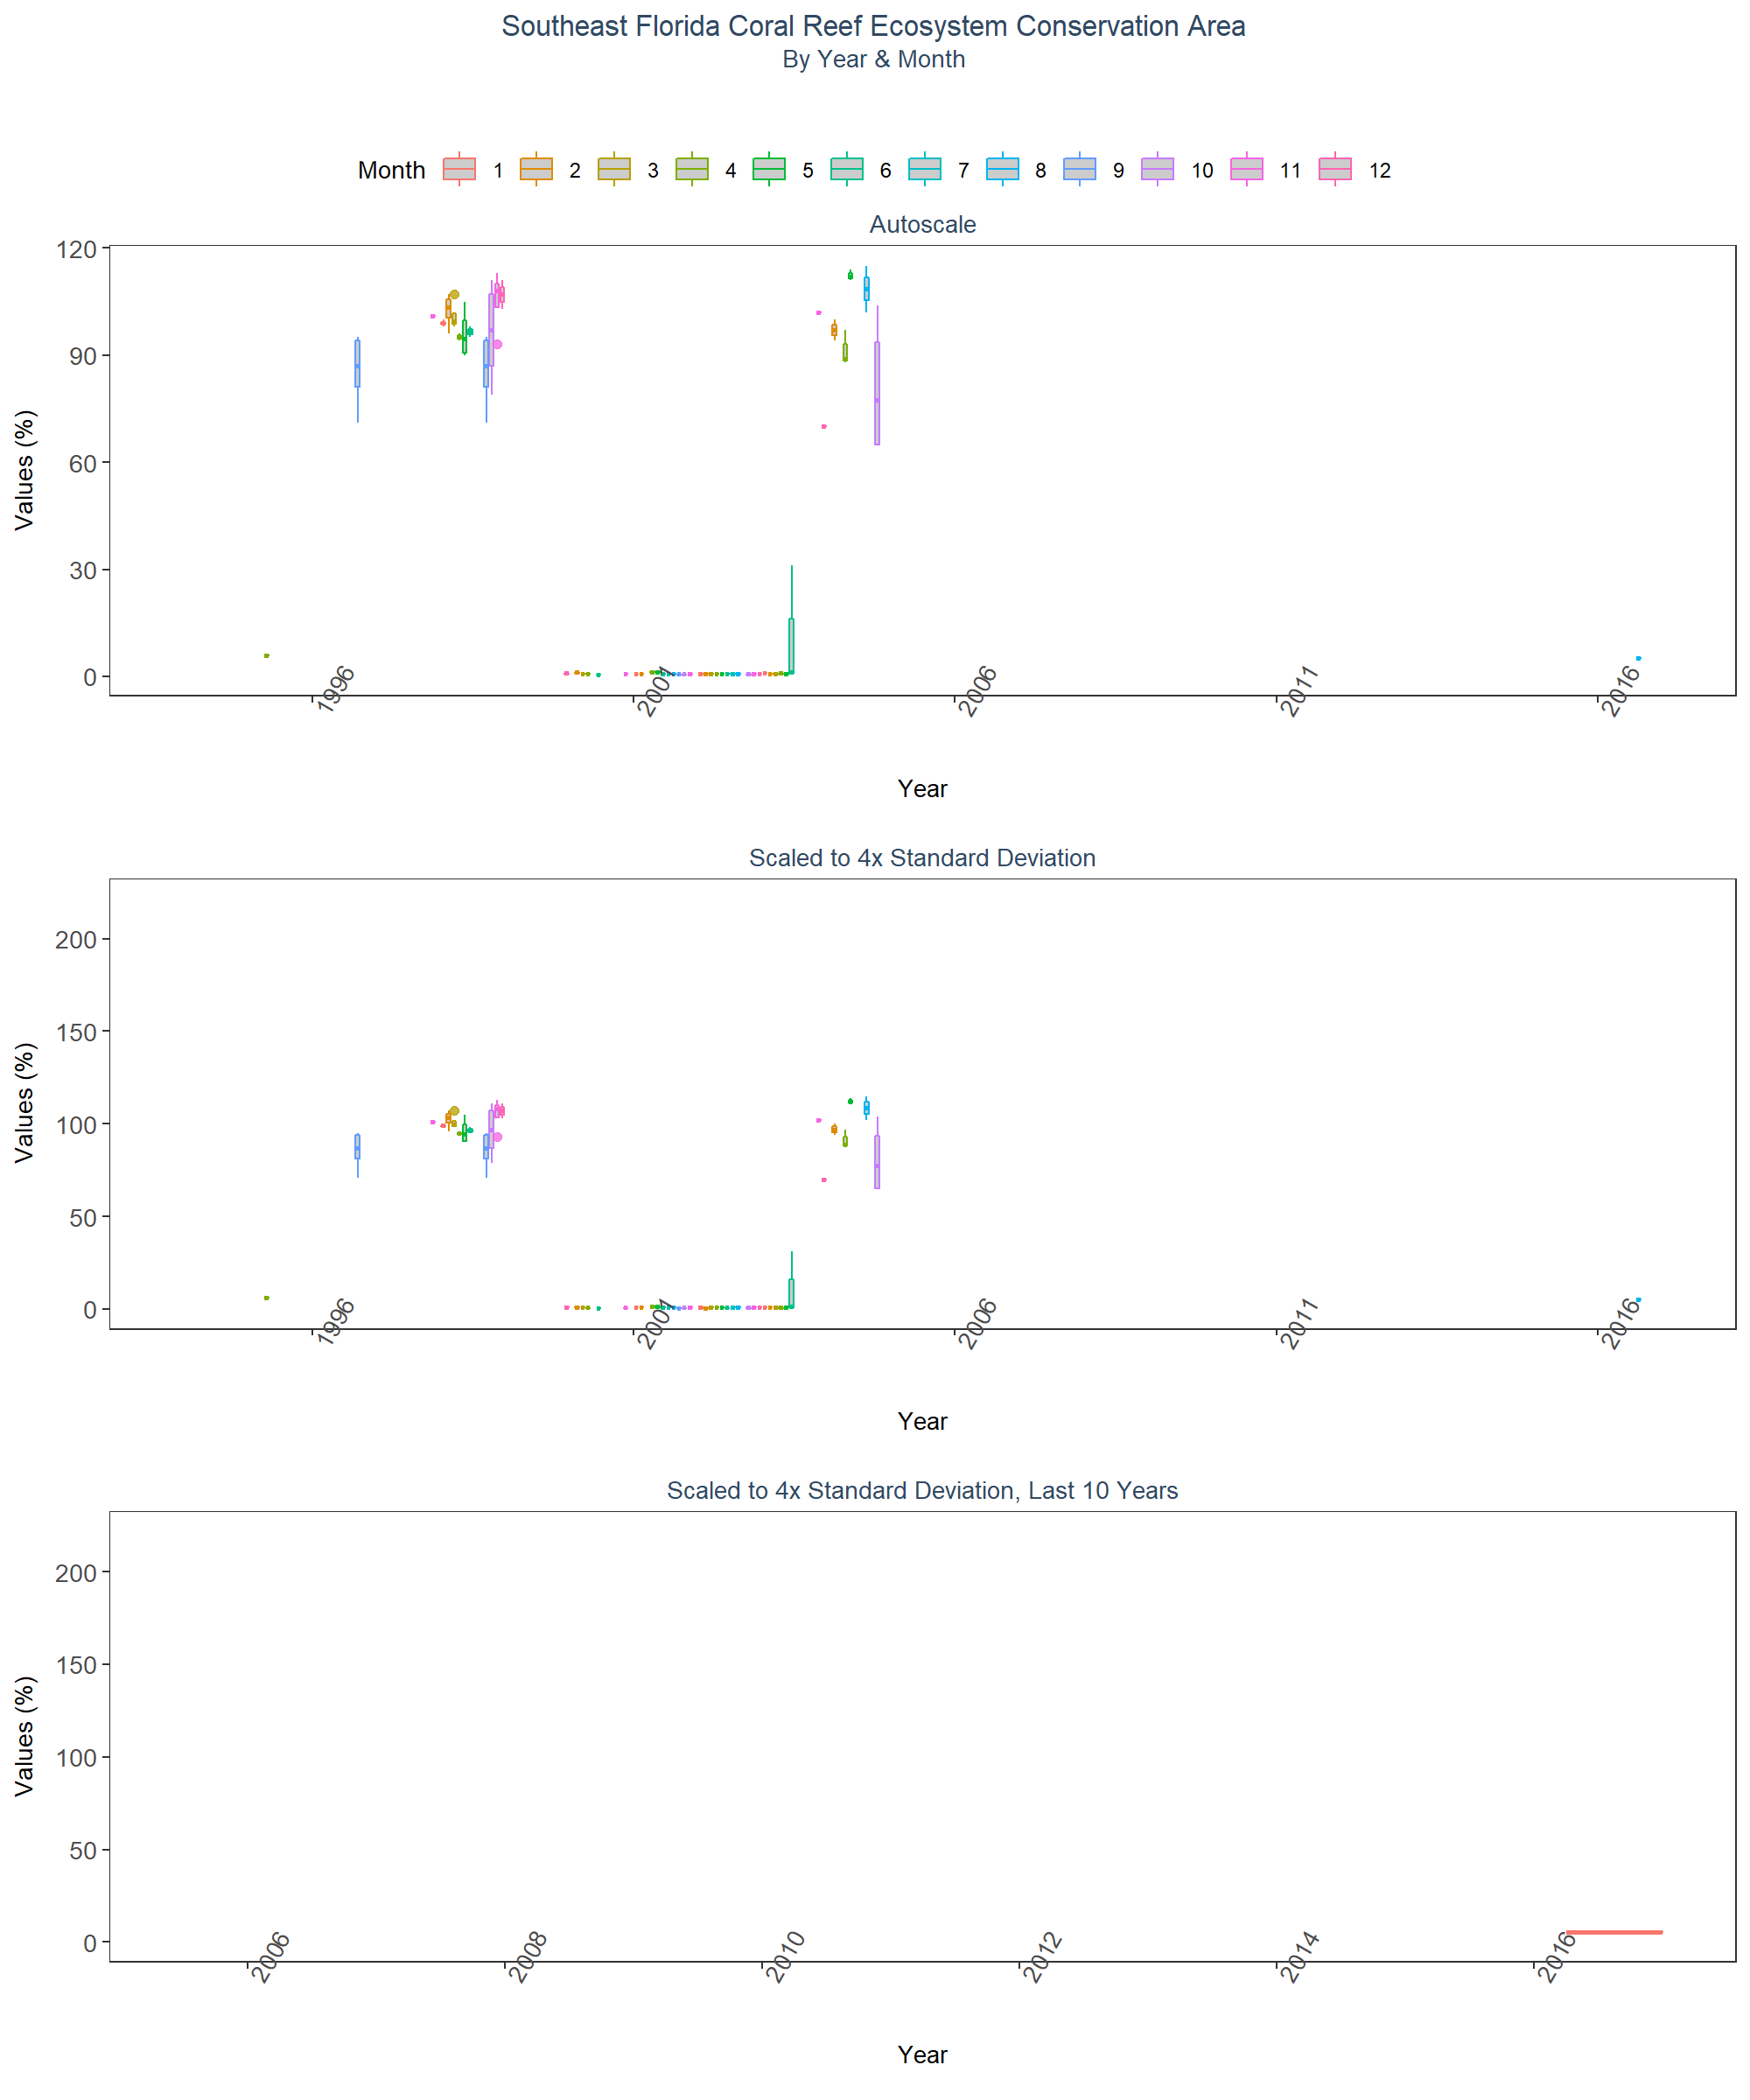 Southeast Florida Coral Reef Ecosystem Conservation Area
By Year & Month
Month 1 2 3 4 5 6 7 8 9 10 11 12
Autoscale
120
90
60
30
0
Values (%)
1996 2001 2006 2011 2016
Year
Scaled to 4x Standard Deviation
200
150
100
50
0
Values (%)
1996 2001 2006 2011 2016
Year
Scaled to 4x Standard Deviation, Last 10 Years
200
150
100
50
0
Values (%)
2006 2008 2010 2012 2014 2016
Year